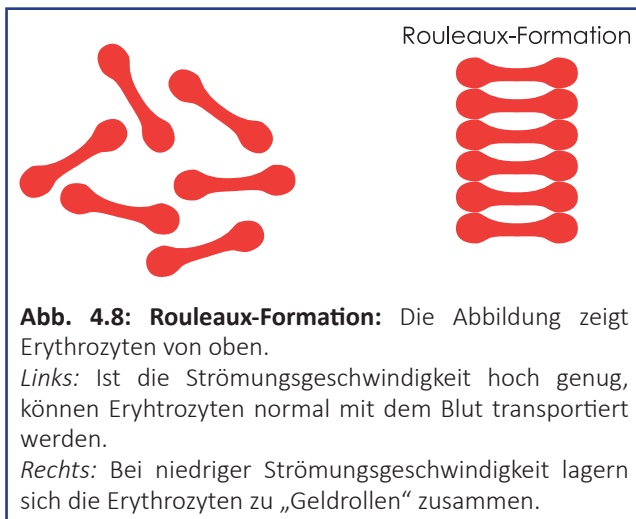 Rouleaux-Formation
Abb. 4.8: Rouleaux-Formation: Die Abbildung zeigt
Erythrozyten von oben.
Links: Ist die Strömungsgeschwindigkeit hoch genug,
können Eryhtrozyten normal mit dem Blut transportiert
werden.
Rechts: Bei niedriger Strömungsgeschwindigkeit lagern
sich die Erythrozyten zu „Geldrollen“ zusammen.